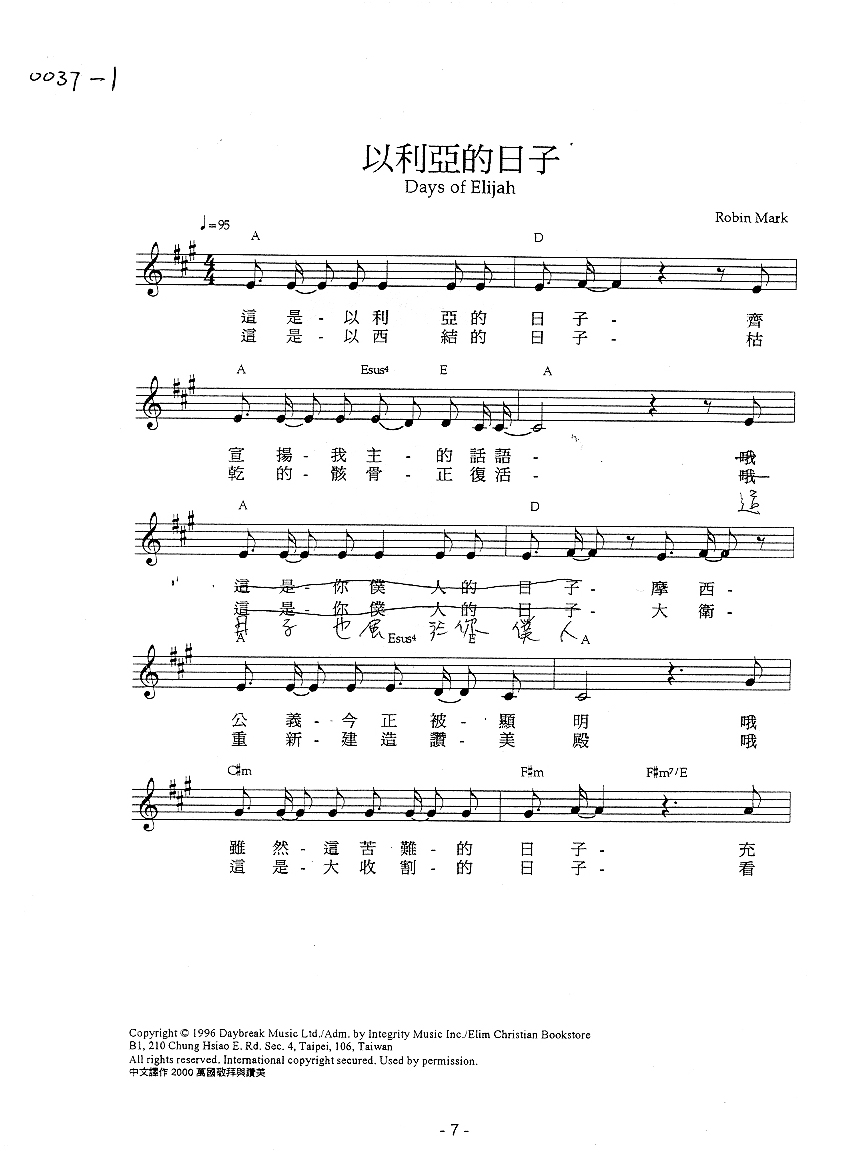 0037-1
以利亞的日子
Days of Elijah
♩=95
Robin Mark
A D
這是-以利 亞的 日 子- 齊
這是-以西 結的 日 子- 枯
A Esus4 E A
宣 揚-我主-的話語- 哦
乾 的-骸骨-正復活- 哦
這
A D
這 是-你僕 人的 日 子-摩西-
這 是-你僕 人的 日 子-大衛-
日 子 也 你 僕 人
A Esus4 E A
公 義-今正被-顯 明 哦
重 新-建造讚-美 殿 哦
C#m F#m F#m7/E
雖 然-這苦難-的 日 子- 充
這 是-大收割-的 日 子- 看
Copyright © 1996 Daybreak Music Ltd./Adm. by Integrity Music Inc./Elim Christian Bookstore
B1, 210 Chung Hsiao E. Rd. Sec. 4, Taipei, 106, Taiwan
All rights reserved. International copyright secured. Used by permission.
中文譯作 2000 萬國敬拜與讚美
- 7 -